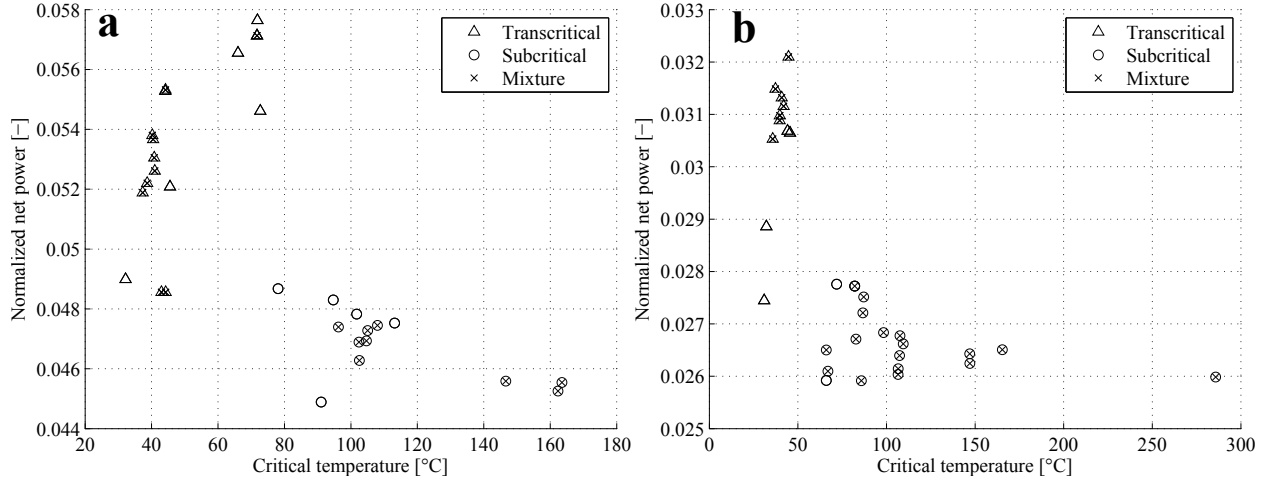 a
0.058
0.056
0.054
0.052
0.05
0.048
0.046
0.044
Normalized net power [−]
Transcritical
Subcritical
Mixture
20 40 60 80 100 120 140 160 180
Critical temperature [°C]
b
0.033
0.032
0.031
0.03
0.029
0.028
0.027
0.026
0.025
Normalized net power [−]
Transcritical
Subcritical
Mixture
0 50 100 150 200 250 300
Critical temperature [°C]